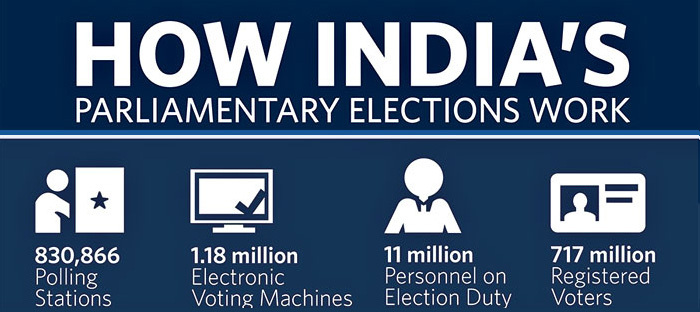 HOW INDIA'S
PARLIAMENTARY ELECTIONS WORK
830,866
Polling
Stations
1.18 million
Electronic
Voting Machines
11 million
Personnel on
Election Duty
717 million
Registered
Voters